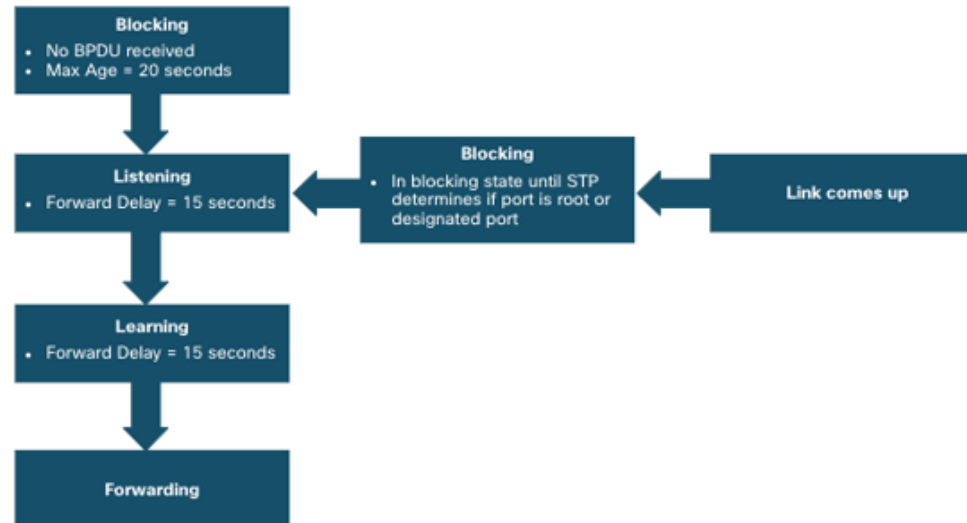 Blocking
• No BPDU received
• Max Age = 20 seconds
Listening
• Forward Delay = 15 seconds
Blocking
• In blocking state until STP
determines if port is root or
designated port
Link comes up
Learning
• Forward Delay = 15 seconds
Forwarding